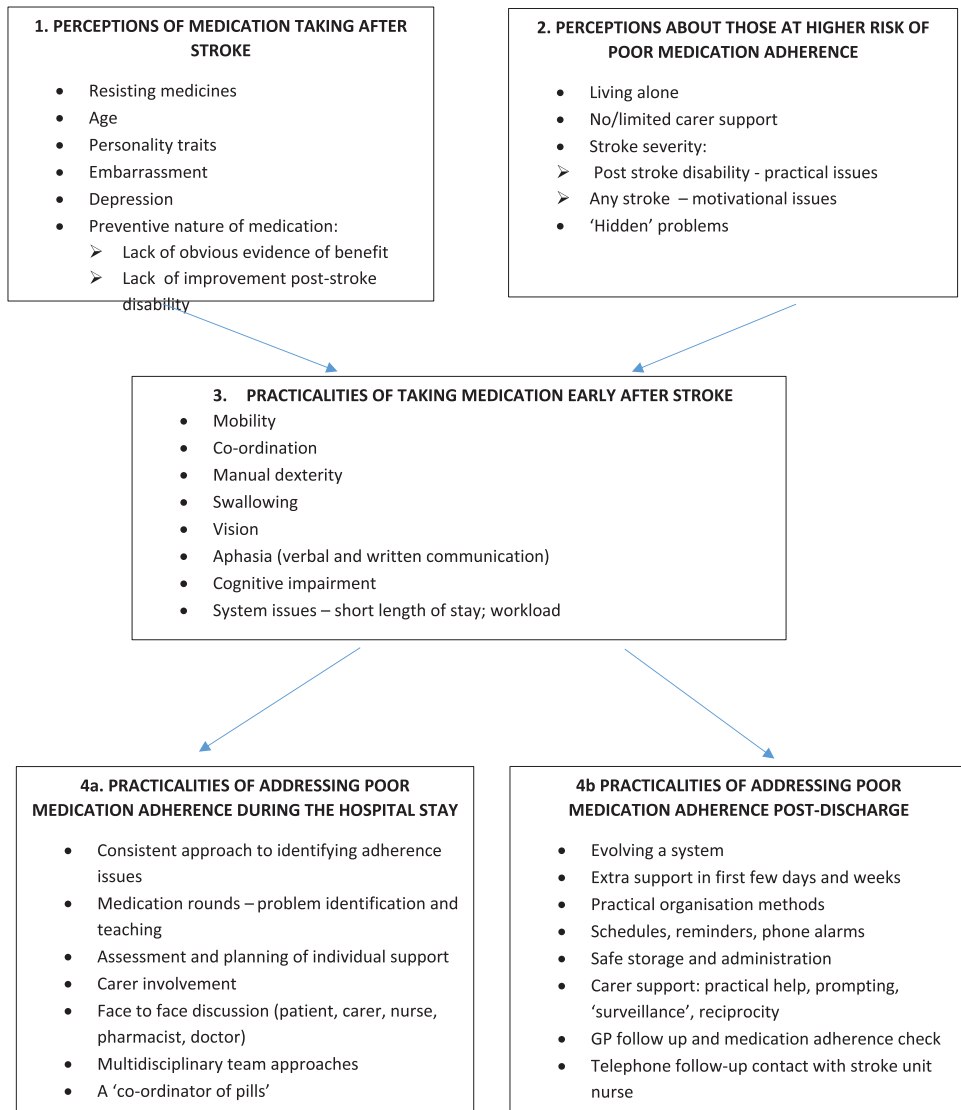 1. PERCEPTIONS OF MEDICATION TAKING AFTER
STROKE
• Resisting medicines
• Age
• Personality traits
• Embarrassment
• Depression
• Preventive nature of medication:
➢ Lack of obvious evidence of benefit
➢ Lack of improvement post-stroke
disability
2. PERCEPTIONS ABOUT THOSE AT HIGHER RISK OF
POOR MEDICATION ADHERENCE
• Living alone
• No/limited carer support
• Stroke severity:
➢ Post stroke disability - practical issues
➢ Any stroke – motivational issues
• ‘Hidden’ problems
3. PRACTICALITIES OF TAKING MEDICATION EARLY AFTER STROKE
• Mobility
• Co-ordination
• Manual dexterity
• Swallowing
• Vision
• Aphasia (verbal and written communication)
• Cognitive impairment
• System issues – short length of stay; workload
4a. PRACTICALITIES OF ADDRESSING POOR
MEDICATION ADHERENCE DURING THE HOSPITAL STAY
• Consistent approach to identifying adherence
issues
• Medication rounds – problem identification and
teaching
• Assessment and planning of individual support
• Carer involvement
• Face to face discussion (patient, carer, nurse,
pharmacist, doctor)
• Multidisciplinary team approaches
• A ‘co-ordinator of pills’
4b PRACTICALITIES OF ADDRESSING POOR
MEDICATION ADHERENCE POST-DISCHARGE
• Evolving a system
• Extra support in first few days and weeks
• Practical organisation methods
• Schedules, reminders, phone alarms
• Safe storage and administration
• Carer support: practical help, prompting,
‘surveillance’, reciprocity
• GP follow up and medication adherence check
• Telephone follow-up contact with stroke unit
nurse